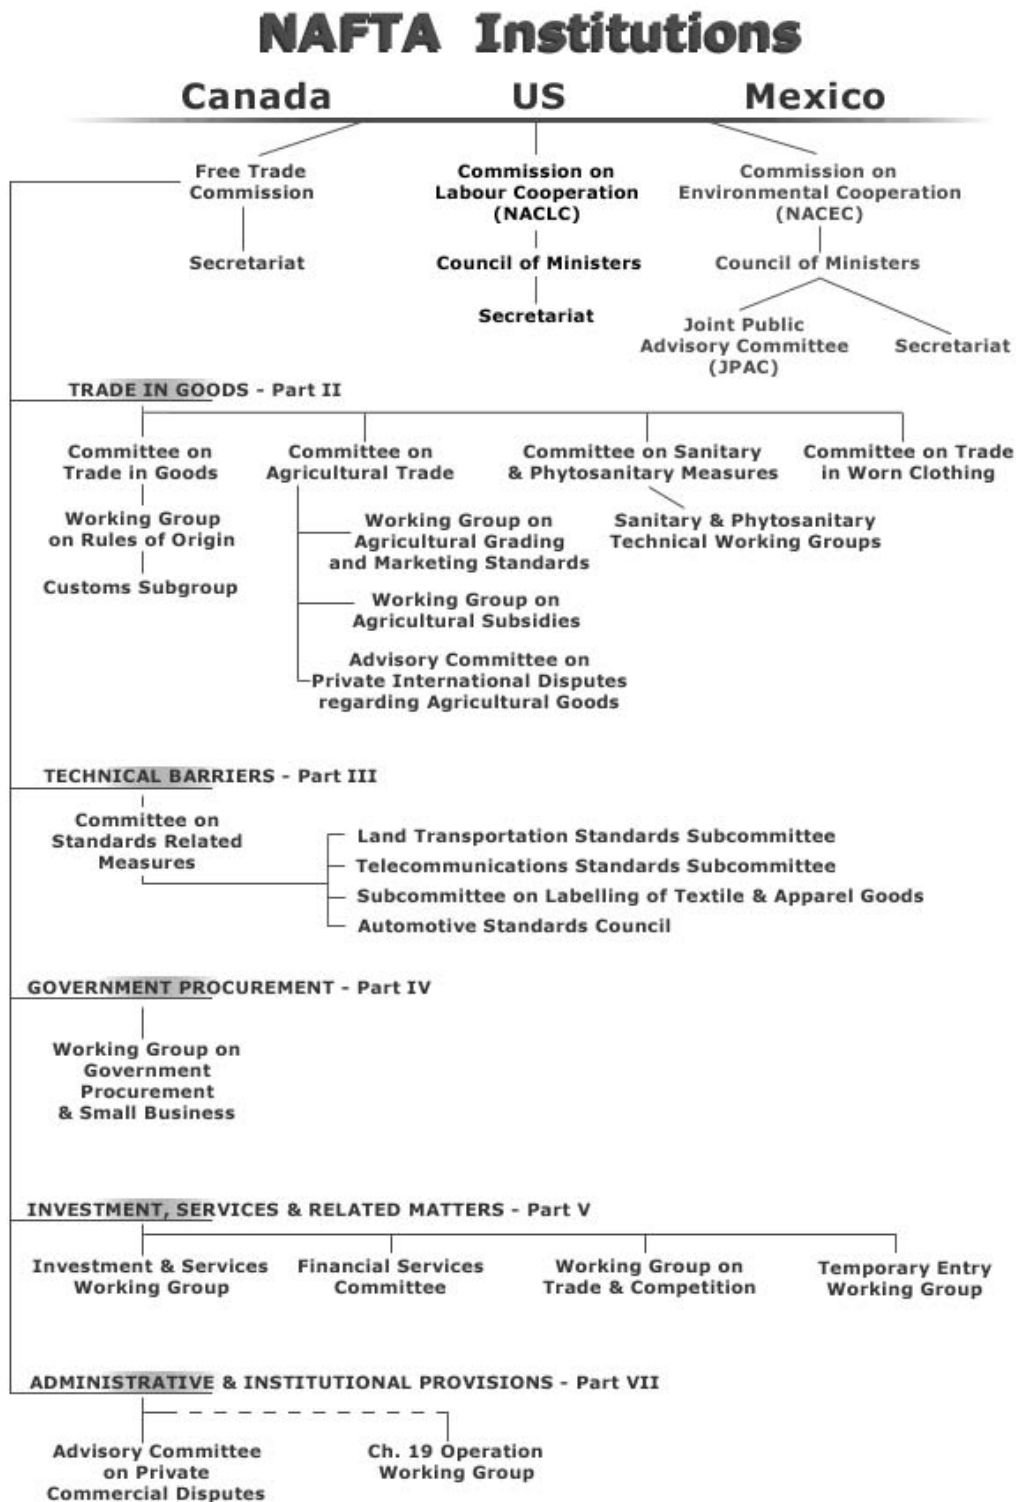 NAFTA Institutions
Canada US Mexico
Free Trade
Commission
Secretariat
Commission on
Labour Cooperation
(NACLC)
Council of Ministers
Secretariat
Commission on
Environmental Cooperation
(NACEC)
Council of Ministers
Joint Public
Advisory Committee
(JPAC)
Secretariat
TRADE IN GOODS - Part II
Committee on
Trade in Goods
Working Group
on Rules of Origin
Customs Subgroup
Committee on
Agricultural Trade
Working Group on
Agricultural Grading
and Marketing Standards
Working Group on
Agricultural Subsidies
Advisory Committee on
Private International Disputes
regarding Agricultural Goods
Committee on Sanitary
& Phytosanitary Measures
Sanitary & Phytosanitary
Technical Working Groups
Committee on Trade
in Worn Clothing
TECHNICAL BARRIERS - Part III
Committee on
Standards Related
Measures
Land Transportation Standards Subcommittee
Telecommunications Standards Subcommittee
Subcommittee on Labelling of Textile & Apparel Goods
Automotive Standards Council
GOVERNMENT PROCUREMENT - Part IV
Working Group on
Government
Procurement
& Small Business
INVESTMENT, SERVICES & RELATED MATTERS - Part V
Investment & Services
Working Group
Financial Services
Committee
Working Group on
Trade & Competition
Temporary Entry
Working Group
ADMINISTRATIVE & INSTITUTIONAL PROVISIONS - Part VII
Advisory Committee
on Private
Commercial Disputes
Ch. 19 Operation
Working Group